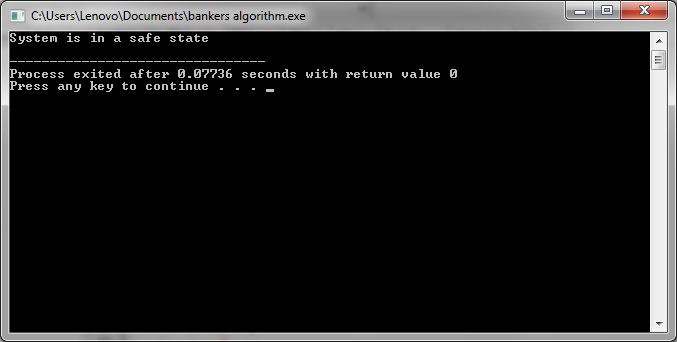 C:\Users\Lenovo\Documents\bankers algorithm.exe
System is in a safe state
--------------------------------
Process exited after 0.07736 seconds with return value 0
Press any key to continue . . .